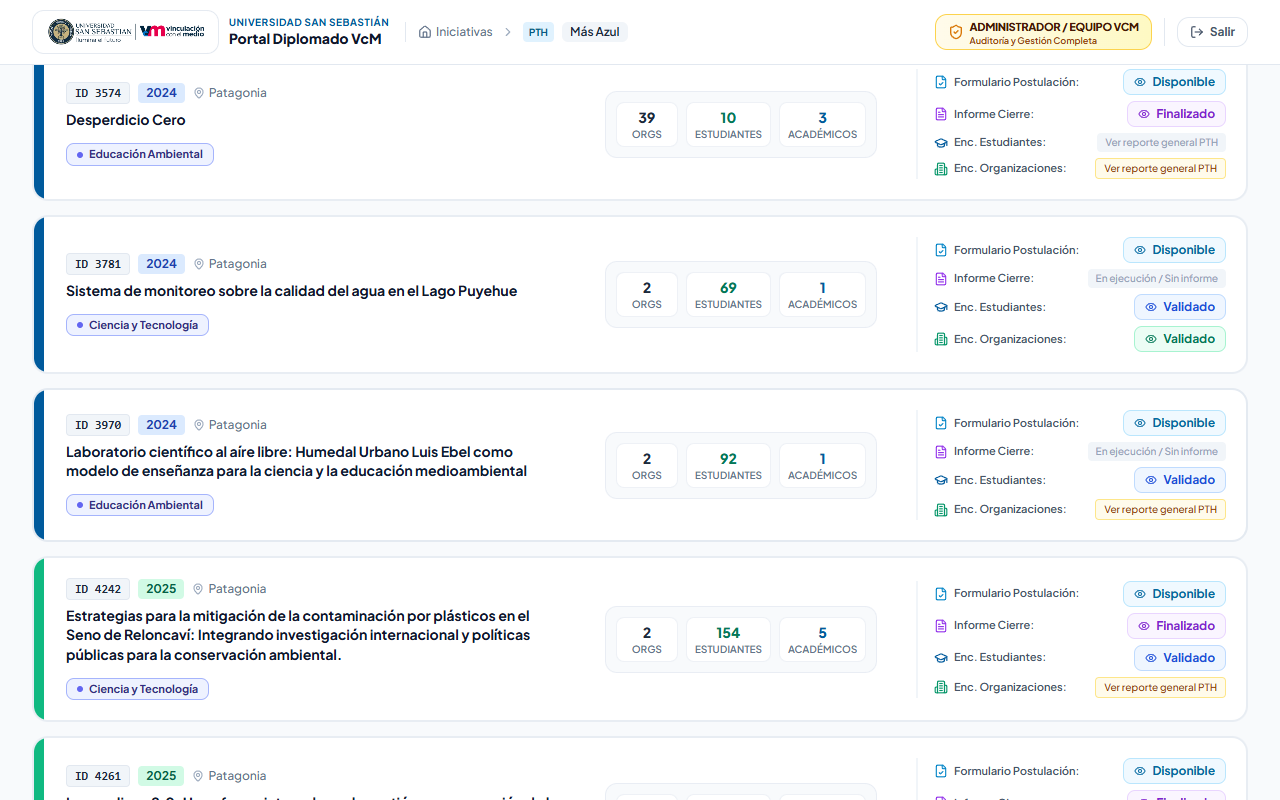 UNIVERSIDAD SAN SEBASTIÁN
vm vinculación con el medio
UNIVERSIDAD SAN SEBASTIÁN
Portal Diplomado VcM
Iniciativas
PTH
Más Azul
ADMINISTRADOR / EQUIPO VCM
Auditoría y Gestión Completa
Salir
ID 3574
2024
Patagonia
Desperdicio Cero
Educación Ambiental
39
ORGS
10
ESTUDIANTES
3
ACADÉMICOS
Formulario Postulación:
Disponible
Informe Cierre:
Finalizado
Enc. Estudiantes:
Ver reporte general PTH
Enc. Organizaciones:
Ver reporte general PTH
ID 3781
2024
Patagonia
Sistema de monitoreo sobre la calidad del agua en el Lago Puyehue
Ciencia y Tecnología
2
ORGS
69
ESTUDIANTES
1
ACADÉMICOS
Formulario Postulación:
Disponible
Informe Cierre:
En ejecución / Sin informe
Enc. Estudiantes:
Validado
Enc. Organizaciones:
Validado
ID 3970
2024
Patagonia
Laboratorio científico al aíre libre: Humedal Urbano Luis Ebel como
modelo de enseñanza para la ciencia y la educación medioambiental
Educación Ambiental
2
ORGS
92
ESTUDIANTES
1
ACADÉMICOS
Formulario Postulación:
Disponible
Informe Cierre:
En ejecución / Sin informe
Enc. Estudiantes:
Validado
Enc. Organizaciones:
Ver reporte general PTH
ID 4242
2025
Patagonia
Estrategias para la mitigación de la contaminación por plásticos en el
Seno de Reloncaví: Integrando investigación internacional y políticas
públicas para la conservación ambiental.
Ciencia y Tecnología
2
ORGS
154
ESTUDIANTES
5
ACADÉMICOS
Formulario Postulación:
Disponible
Informe Cierre:
Finalizado
Enc. Estudiantes:
Validado
Enc. Organizaciones:
Ver reporte general PTH
ID 4261
2025
Patagonia
Formulario Postulación:
Disponible